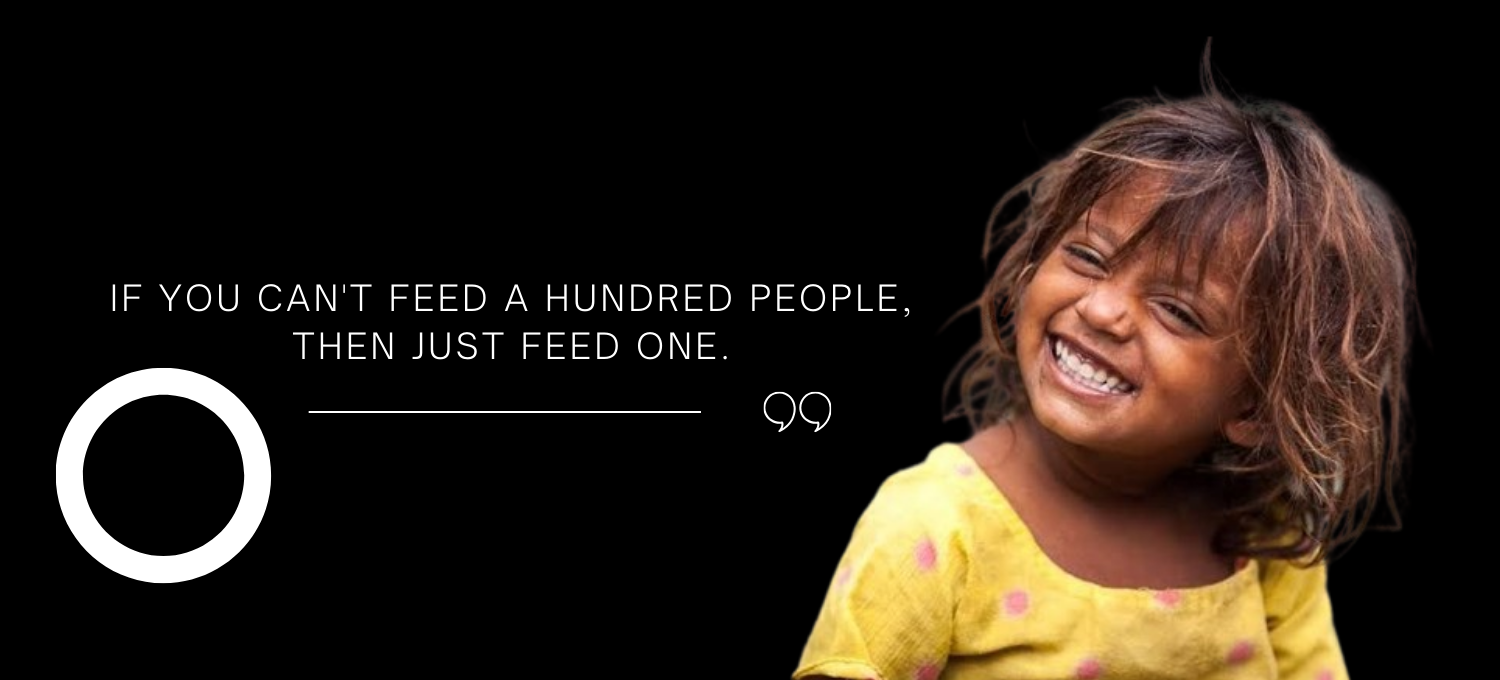 IF YOU CAN'T FEED A HUNDRED PEOPLE,
THEN JUST FEED ONE.
”